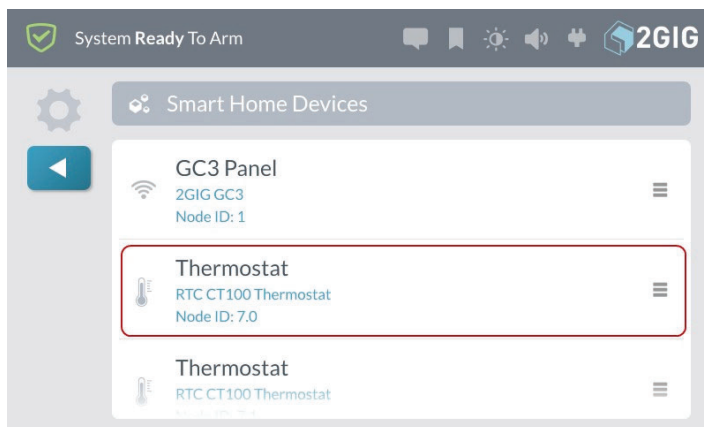 System Ready To Arm
2GIG
Smart Home Devices
GC3 Panel
2GIG GC3
Node ID: 1
Thermostat
RTC CT100 Thermostat
Node ID: 7.0
Thermostat
RTC CT100 Thermostat